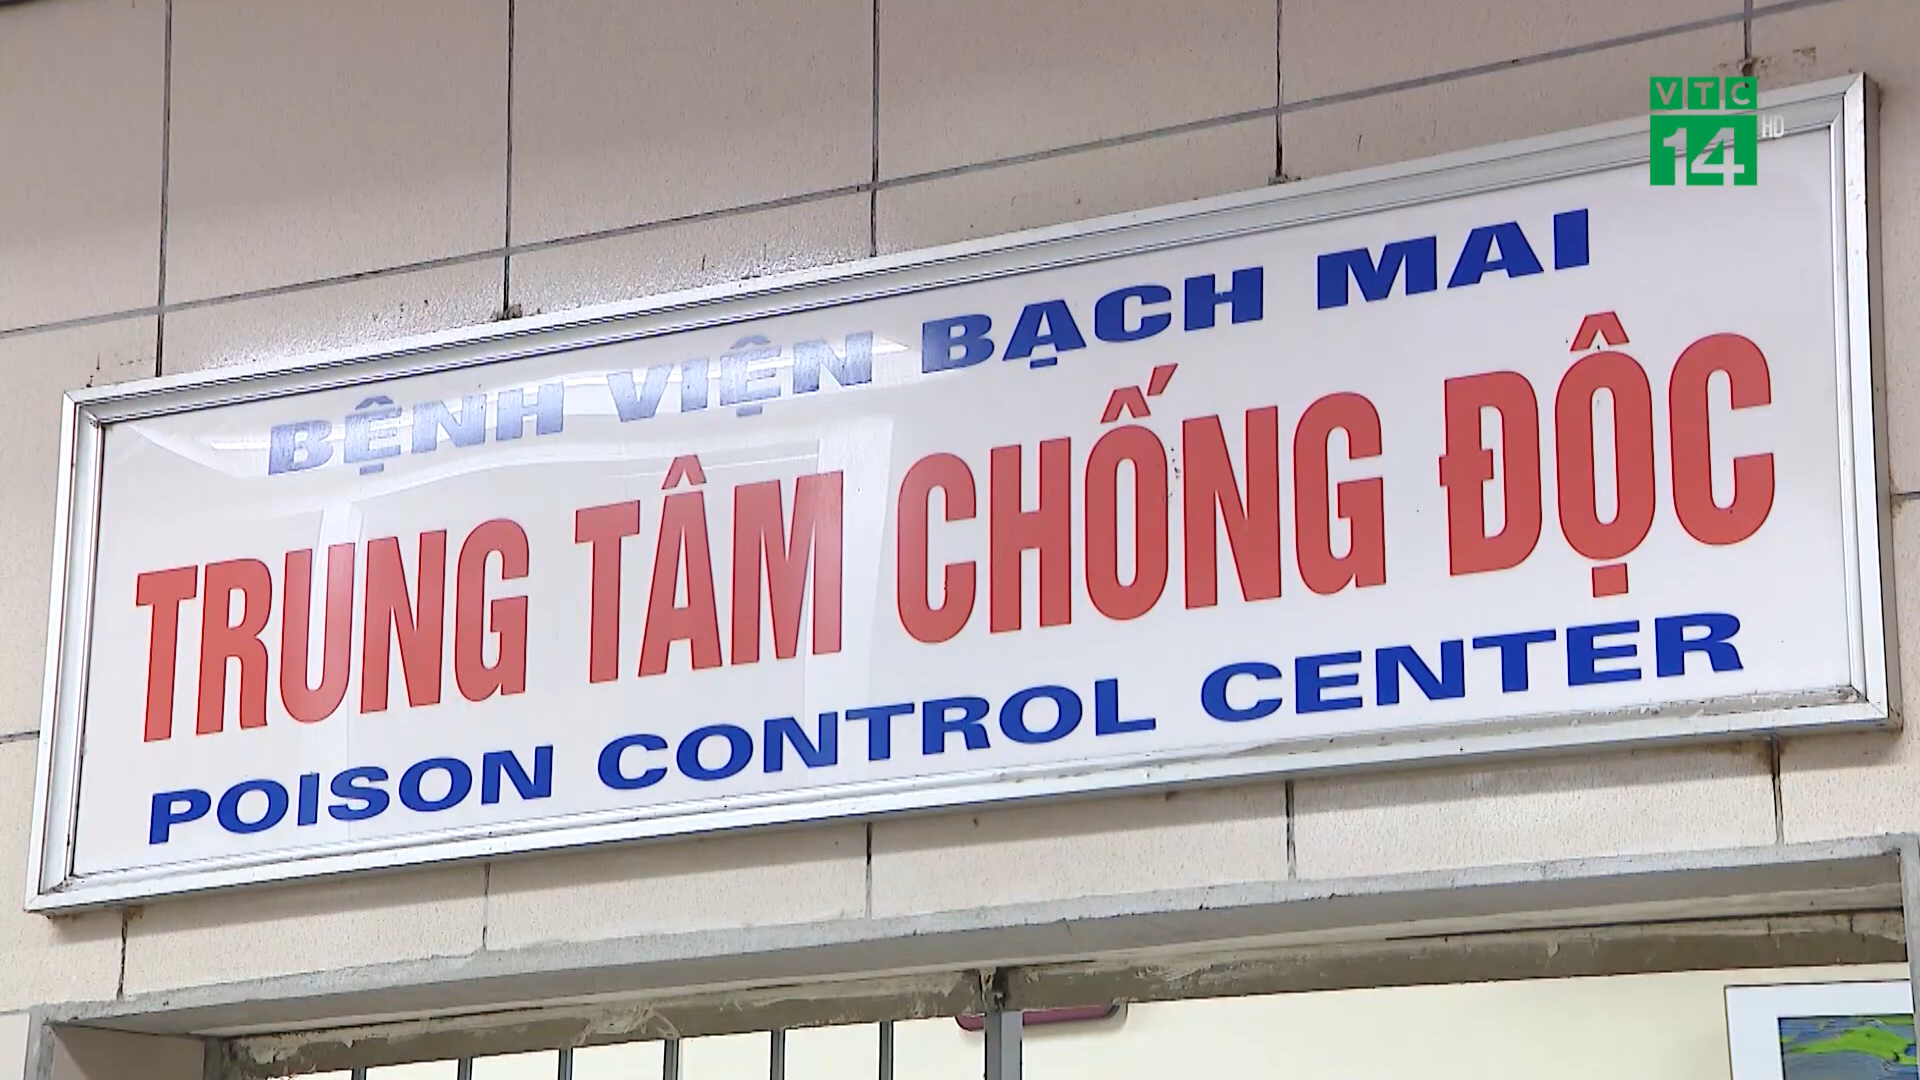 VTC
14 HD
BỆNH VIỆN BẠCH MAI
TRUNG TÂM CHỐNG ĐỘC
POISON CONTROL CENTER